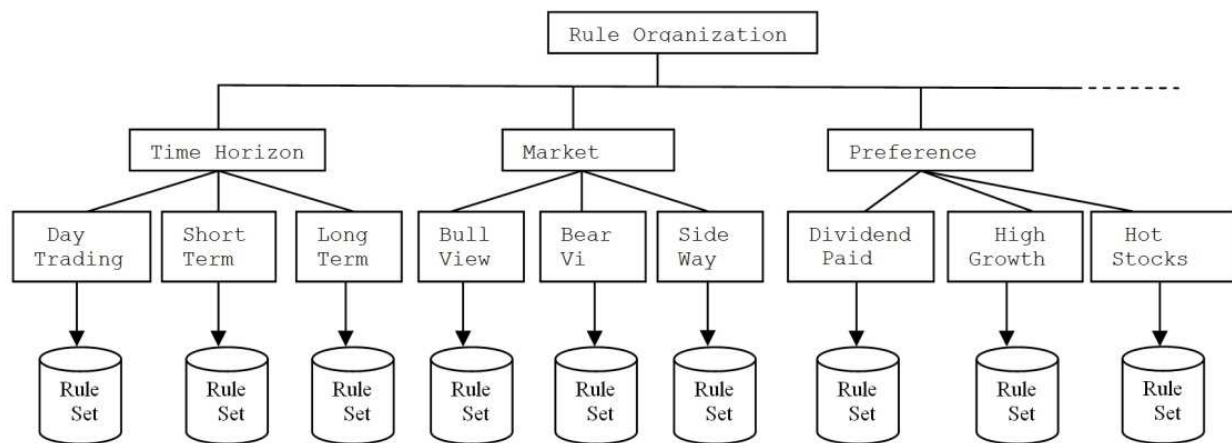 Rule Organization
Time Horizon
Market
Preference
Day
Trading
Short
Term
Long
Term
Bull
View
Bear
Vi
Side
Way
Dividend
Paid
High
Growth
Hot
Stocks
Rule
Set
Rule
Set
Rule
Set
Rule
Set
Rule
Set
Rule
Set
Rule
Set
Rule
Set
Rule
Set